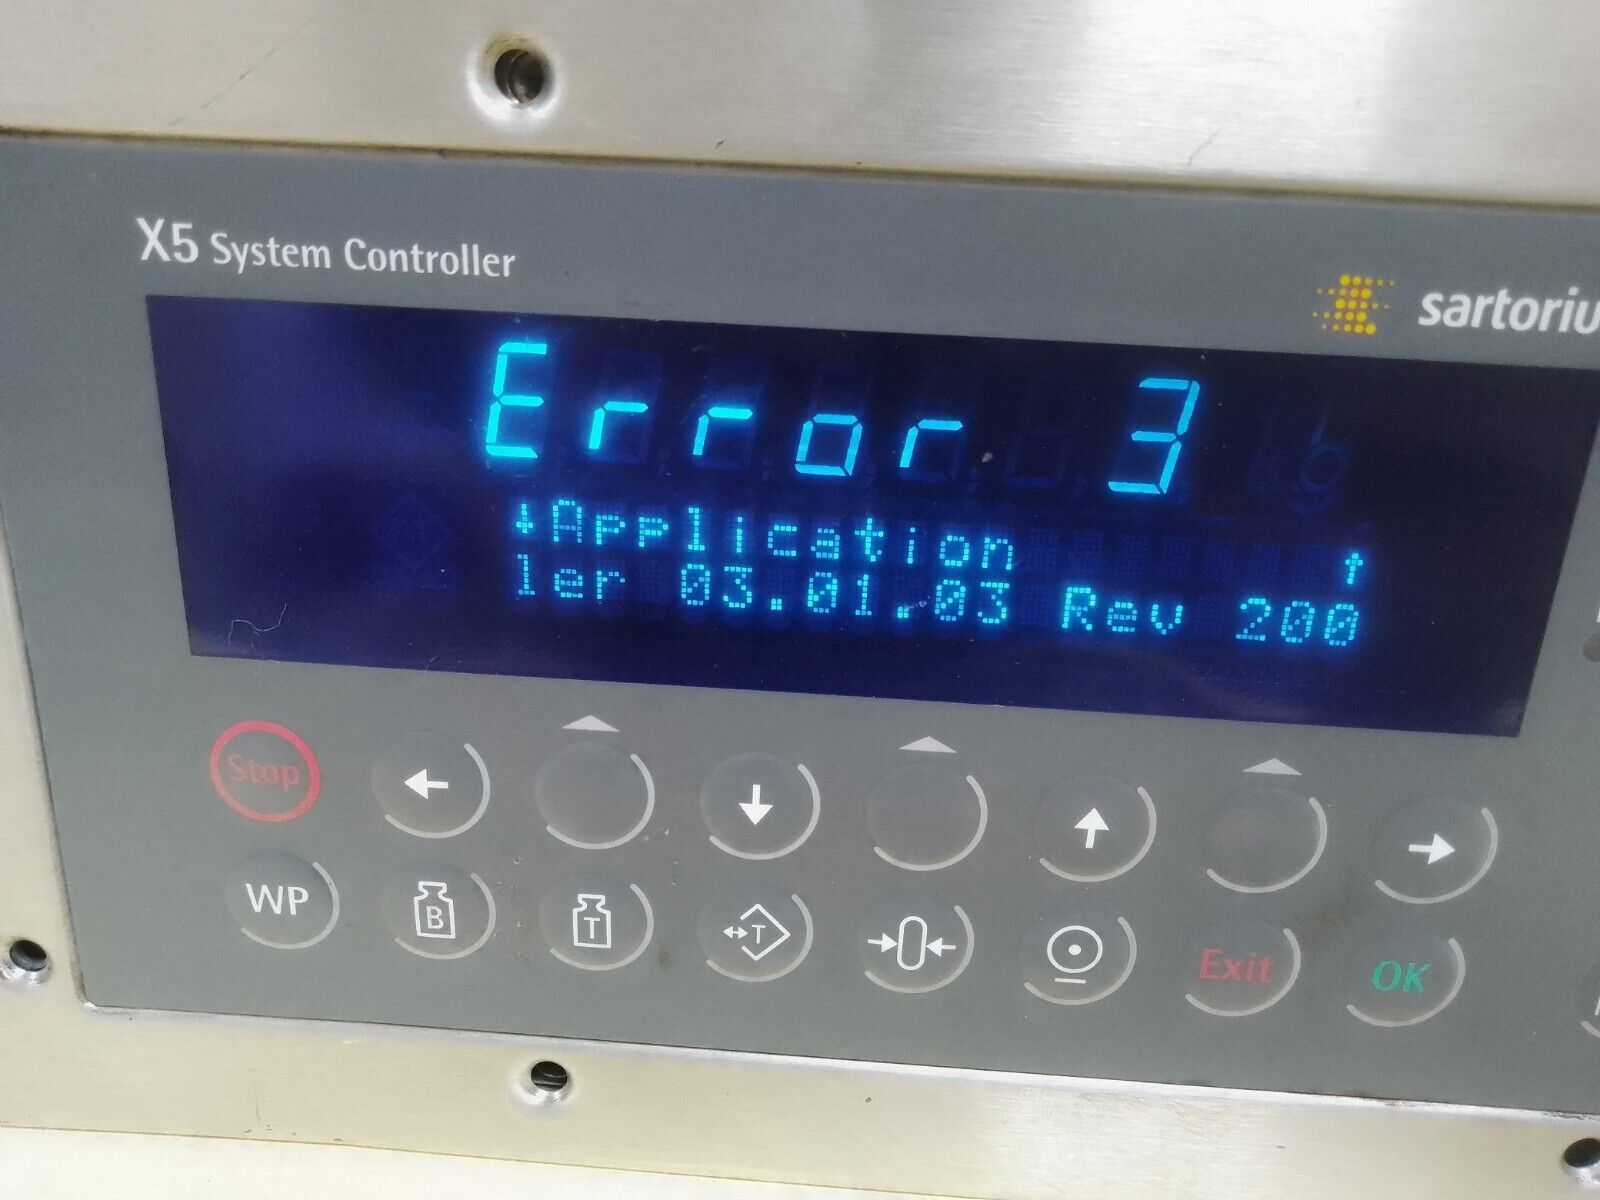 X5 System Controller
sartoriu
Error 3
↓Application ↑
ler 03.01.03 Rev 200
Stop ← ↓ ↑ →
WP B T T Exit OK